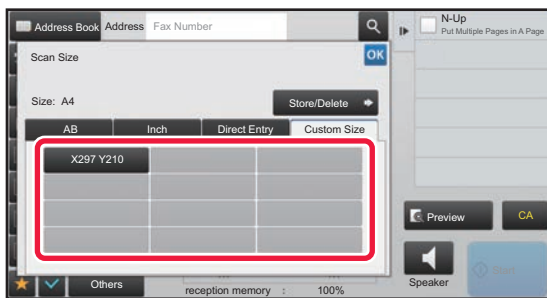 Address Book Address Fax Number
N-Up
Put Multiple Pages in A Page
Scan Size
OK
Size: A4
Store/Delete
AB Inch Direct Entry Custom Size
X297 Y210
Preview CA
Start
Others
reception memory : 100%
Speaker